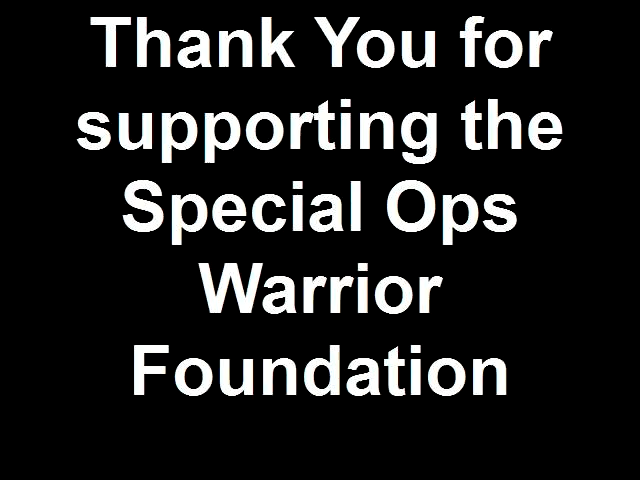 Thank You for
supporting the
Special Ops
Warrior
Foundation